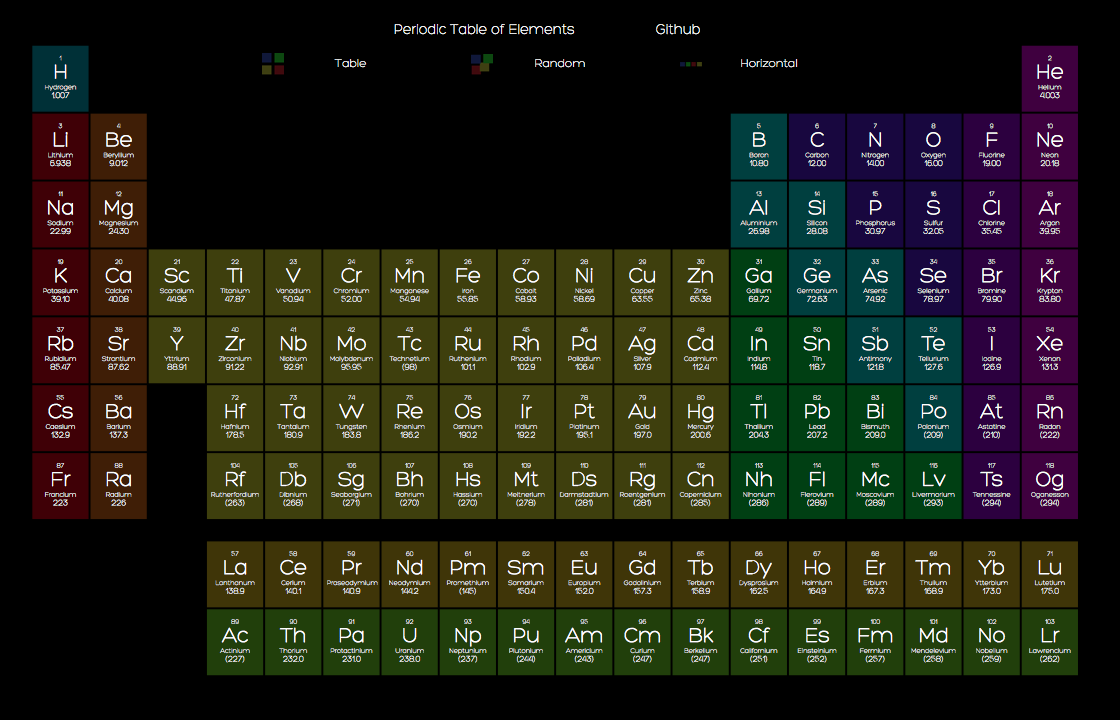 Periodic Table of Elements Github
Table Random Horizontal
1 2
H He
Hydrogen Helium
1.007 4.003
3 4 5 6 7 8 9 10
Li Be B C N O F Ne
Lithium Beryllium Boron Carbon Nitrogen Oxygen Fluorine Neon
6.938 9.012 10.80 12.00 14.00 16.00 19.00 20.18
11 12 13 14 15 16 17 18
Na Mg Al Si P S Cl Ar
Sodium Magnesium Aluminium Silicon Phosphorus Sulfur Chlorine Argon
22.99 24.30 26.98 28.08 30.97 32.05 35.45 39.95
19 20 21 22 23 24 25 26 27 28 29 30 31 32 33 34 35 36
K Ca Sc Ti V Cr Mn Fe Co Ni Cu Zn Ga Ge As Se Br Kr
Potassium Calcium Scandium Titanium Vanadium Chromium Manganese Iron Cobalt Nickel Copper Zinc Gallium Germanium Arsenic Selenium Bromine Krypton
39.10 40.08 44.96 47.87 50.94 52.00 54.94 55.85 58.93 58.69 63.55 65.38 69.72 72.63 74.92 78.97 79.90 83.80
37 38 39 40 41 42 43 44 45 46 47 48 49 50 51 52 53 54
Rb Sr Y Zr Nb Mo Tc Ru Rh Pd Ag Cd In Sn Sb Te I Xe
Rubidium Strontium Yttrium Zirconium Niobium Molybdenum Technetium Ruthenium Rhodium Palladium Silver Cadmium Indium Tin Antimony Tellurium Iodine Xenon
85.47 87.62 88.91 91.22 92.91 95.95 (98) 101.1 102.9 106.4 107.9 112.4 114.8 118.7 121.8 127.6 126.9 131.3
55 56 72 73 74 75 76 77 78 79 80 81 82 83 84 85 86
Cs Ba Hf Ta W Re Os Ir Pt Au Hg Tl Pb Bi Po At Rn
Caesium Barium Hafnium Tantalum Tungsten Rhenium Osmium Iridium Platinum Gold Mercury Thallium Lead Bismuth Polonium Astatine Radon
132.9 137.3 178.5 180.9 183.8 186.2 190.2 192.2 195.1 197.0 200.6 204.3 207.2 209.0 (209) (210) (222)
87 88 104 105 106 107 108 109 110 111 112 113 114 115 116 117 118
Fr Ra Rf Db Sg Bh Hs Mt Ds Rg Cn Nh Fl Mc Lv Ts Og
Francium Radium Rutherfordium Dibnium Seaborgium Bohrium Hassium Meitnerium Darmstadtium Roentgenium Copernicium Nihonium Flerovium Moscovium Livermorium Tennessine Oganesson
223 226 (263) (268) (271) (270) (270) (278) (281) (281) (285) (286) (289) (289) (293) (294) (294)
57 58 59 60 61 62 63 64 65 66 67 68 69 70 71
La Ce Pr Nd Pm Sm Eu Gd Tb Dy Ho Er Tm Yb Lu
Lanthanum Cerium Praseodymium Neodymium Promethium Samarium Europium Gadolinium Terbium Dysprosium Holmium Erbium Thulium Ytterbium Lutetium
138.9 140.1 140.9 144.2 (145) 150.4 152.0 157.3 158.9 162.5 164.9 167.3 168.9 173.0 175.0
89 90 91 92 93 94 95 96 97 98 99 100 101 102 103
Ac Th Pa U Np Pu Am Cm Bk Cf Es Fm Md No Lr
Actinium Thorium Protactinium Uranium Neptunium Plutonium Americium Curium Berkelium Californium Einsteinium Fermium Mendelevium Nobelium Lawrencium
(227) 232.0 231.0 238.0 (237) (244) (243) (247) (247) (251) (252) (257) (258) (259) (262)